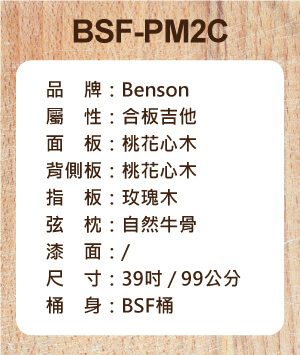 BSF-PM2C
品　牌：Benson
屬　性：合板吉他
面　板：桃花心木
背側板：桃花心木
指　板：玫瑰木
弦　枕：自然牛骨
漆　面：/
尺　寸：39吋 / 99公分
桶　身：BSF桶